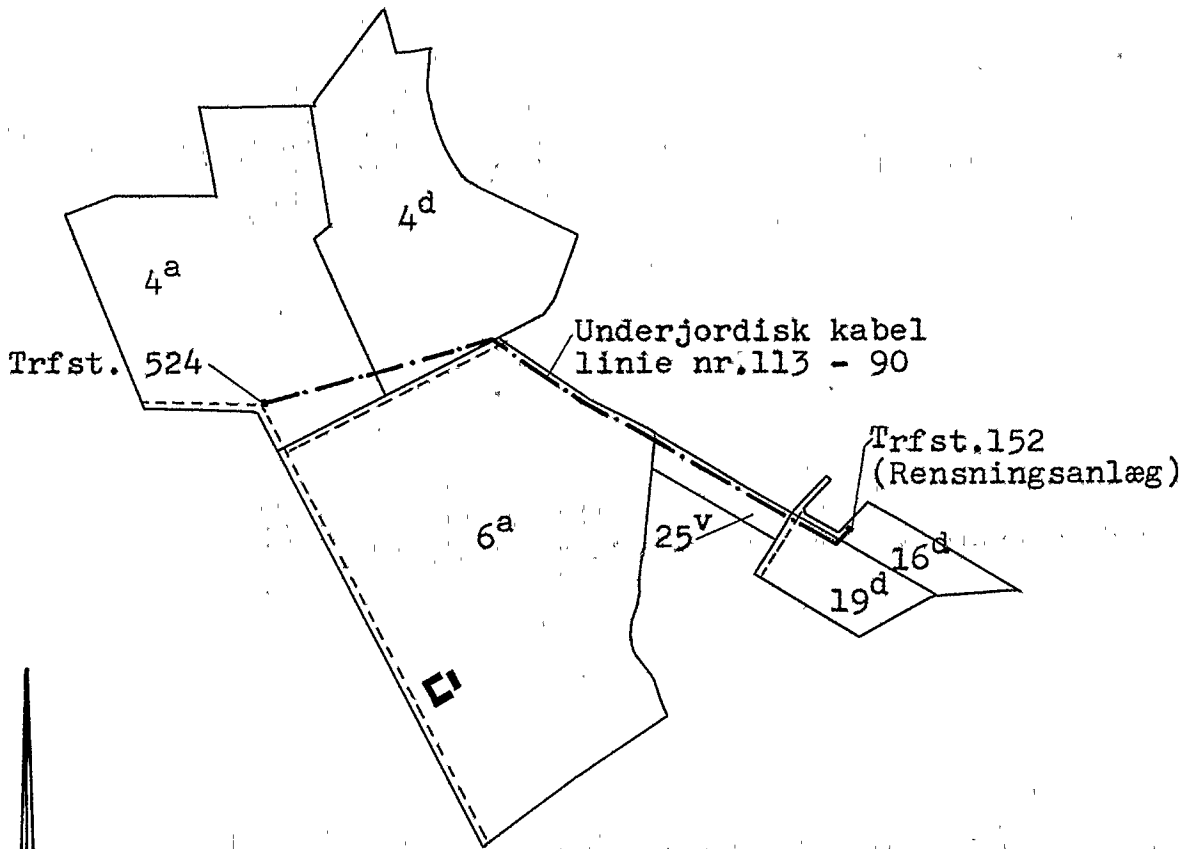 4d
4a
Underjordisk kabel
linie nr.113 - 90
Trfst. 524
Trfst.152
(Rensningsanlæg)
6a
25v
16d
19d